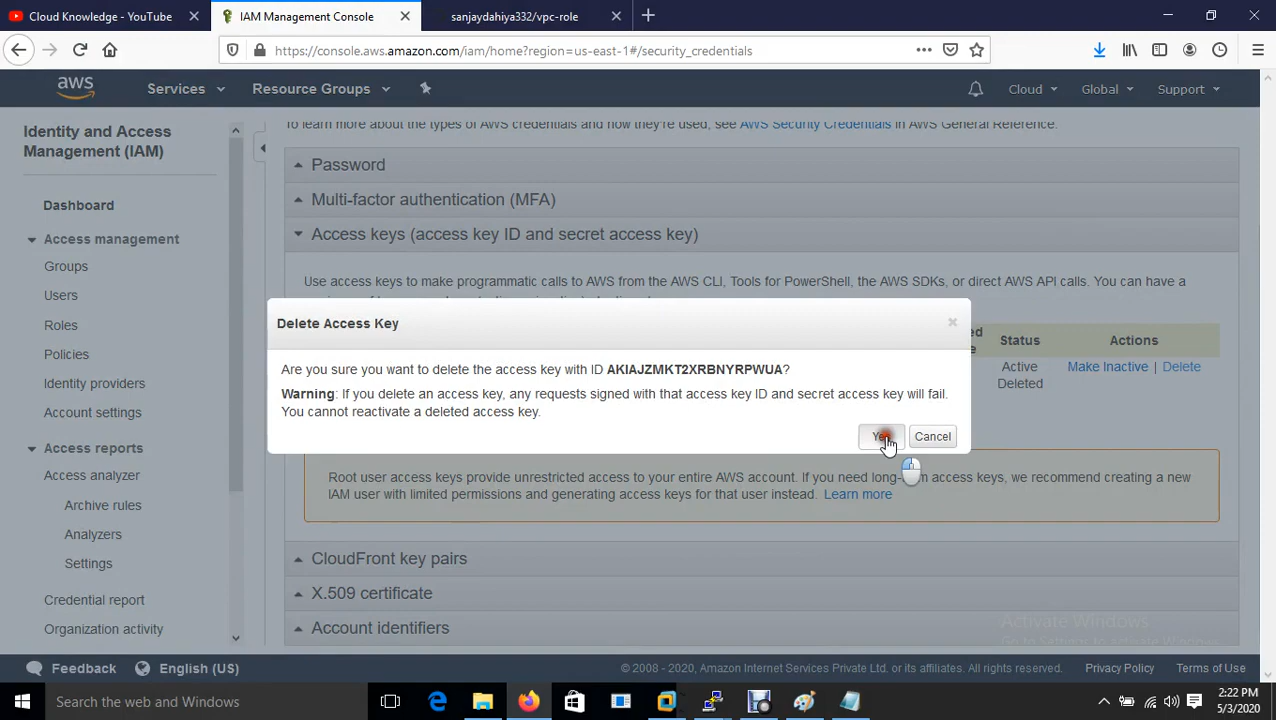 Cloud Knowledge - YouTube
IAM Management Console
sanjaydahiya332/vpc-role
https://console.aws.amazon.com/iam/home?region=us-east-1#/security_credentials
aws
Services
Resource Groups
Cloud
Global
Support
Identity and Access
Management (IAM)
Dashboard
Access management
Groups
Users
Roles
Policies
Identity providers
Account settings
Access reports
Access analyzer
Archive rules
Analyzers
Settings
Credential report
Organization activity
To learn more about the types of AWS credentials and how they're used, see AWS Security Credentials in AWS General Reference.
Password
Multi-factor authentication (MFA)
Access keys (access key ID and secret access key)
Use access keys to make programmatic calls to AWS from the AWS CLI, Tools for PowerShell, the AWS SDKs, or direct AWS API calls. You can have a
Status
Actions
Active
Make Inactive | Delete
Deleted
Delete Access Key
Are you sure you want to delete the access key with ID AKIAJZMKT2XRBNYRPWUA?
Warning: If you delete an access key, any requests signed with that access key ID and secret access key will fail.
You cannot reactivate a deleted access key.
Cancel
Root user access keys provide unrestricted access to your entire AWS account. If you need long-term access keys, we recommend creating a new
IAM user with limited permissions and generating access keys for that user instead. Learn more
CloudFront key pairs
X.509 certificate
Account identifiers
Activate Windows
Go to Settings to activate Windows.
Feedback
English (US)
© 2008 - 2020, Amazon Internet Services Private Ltd. or its affiliates. All rights reserved.
Privacy Policy
Terms of Use
Search the web and Windows
2:22 PM
5/3/2020